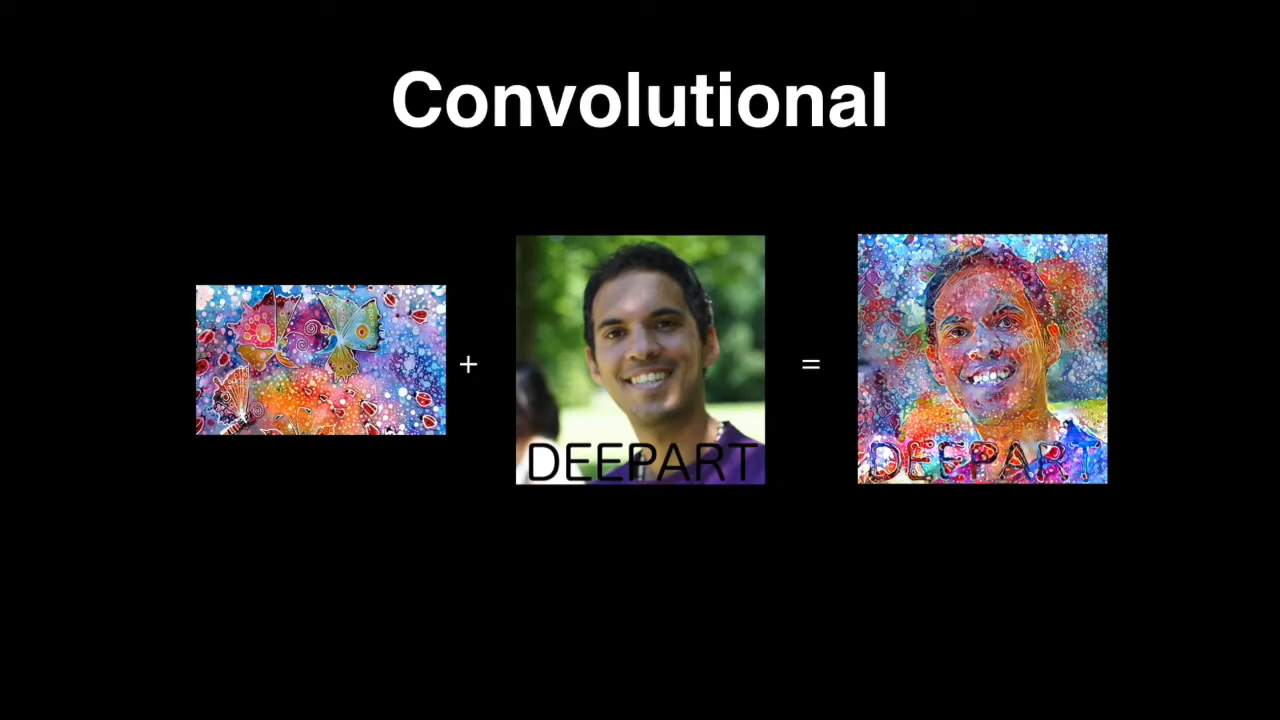 Convolutional
+
=
DEEPART
DEEPART